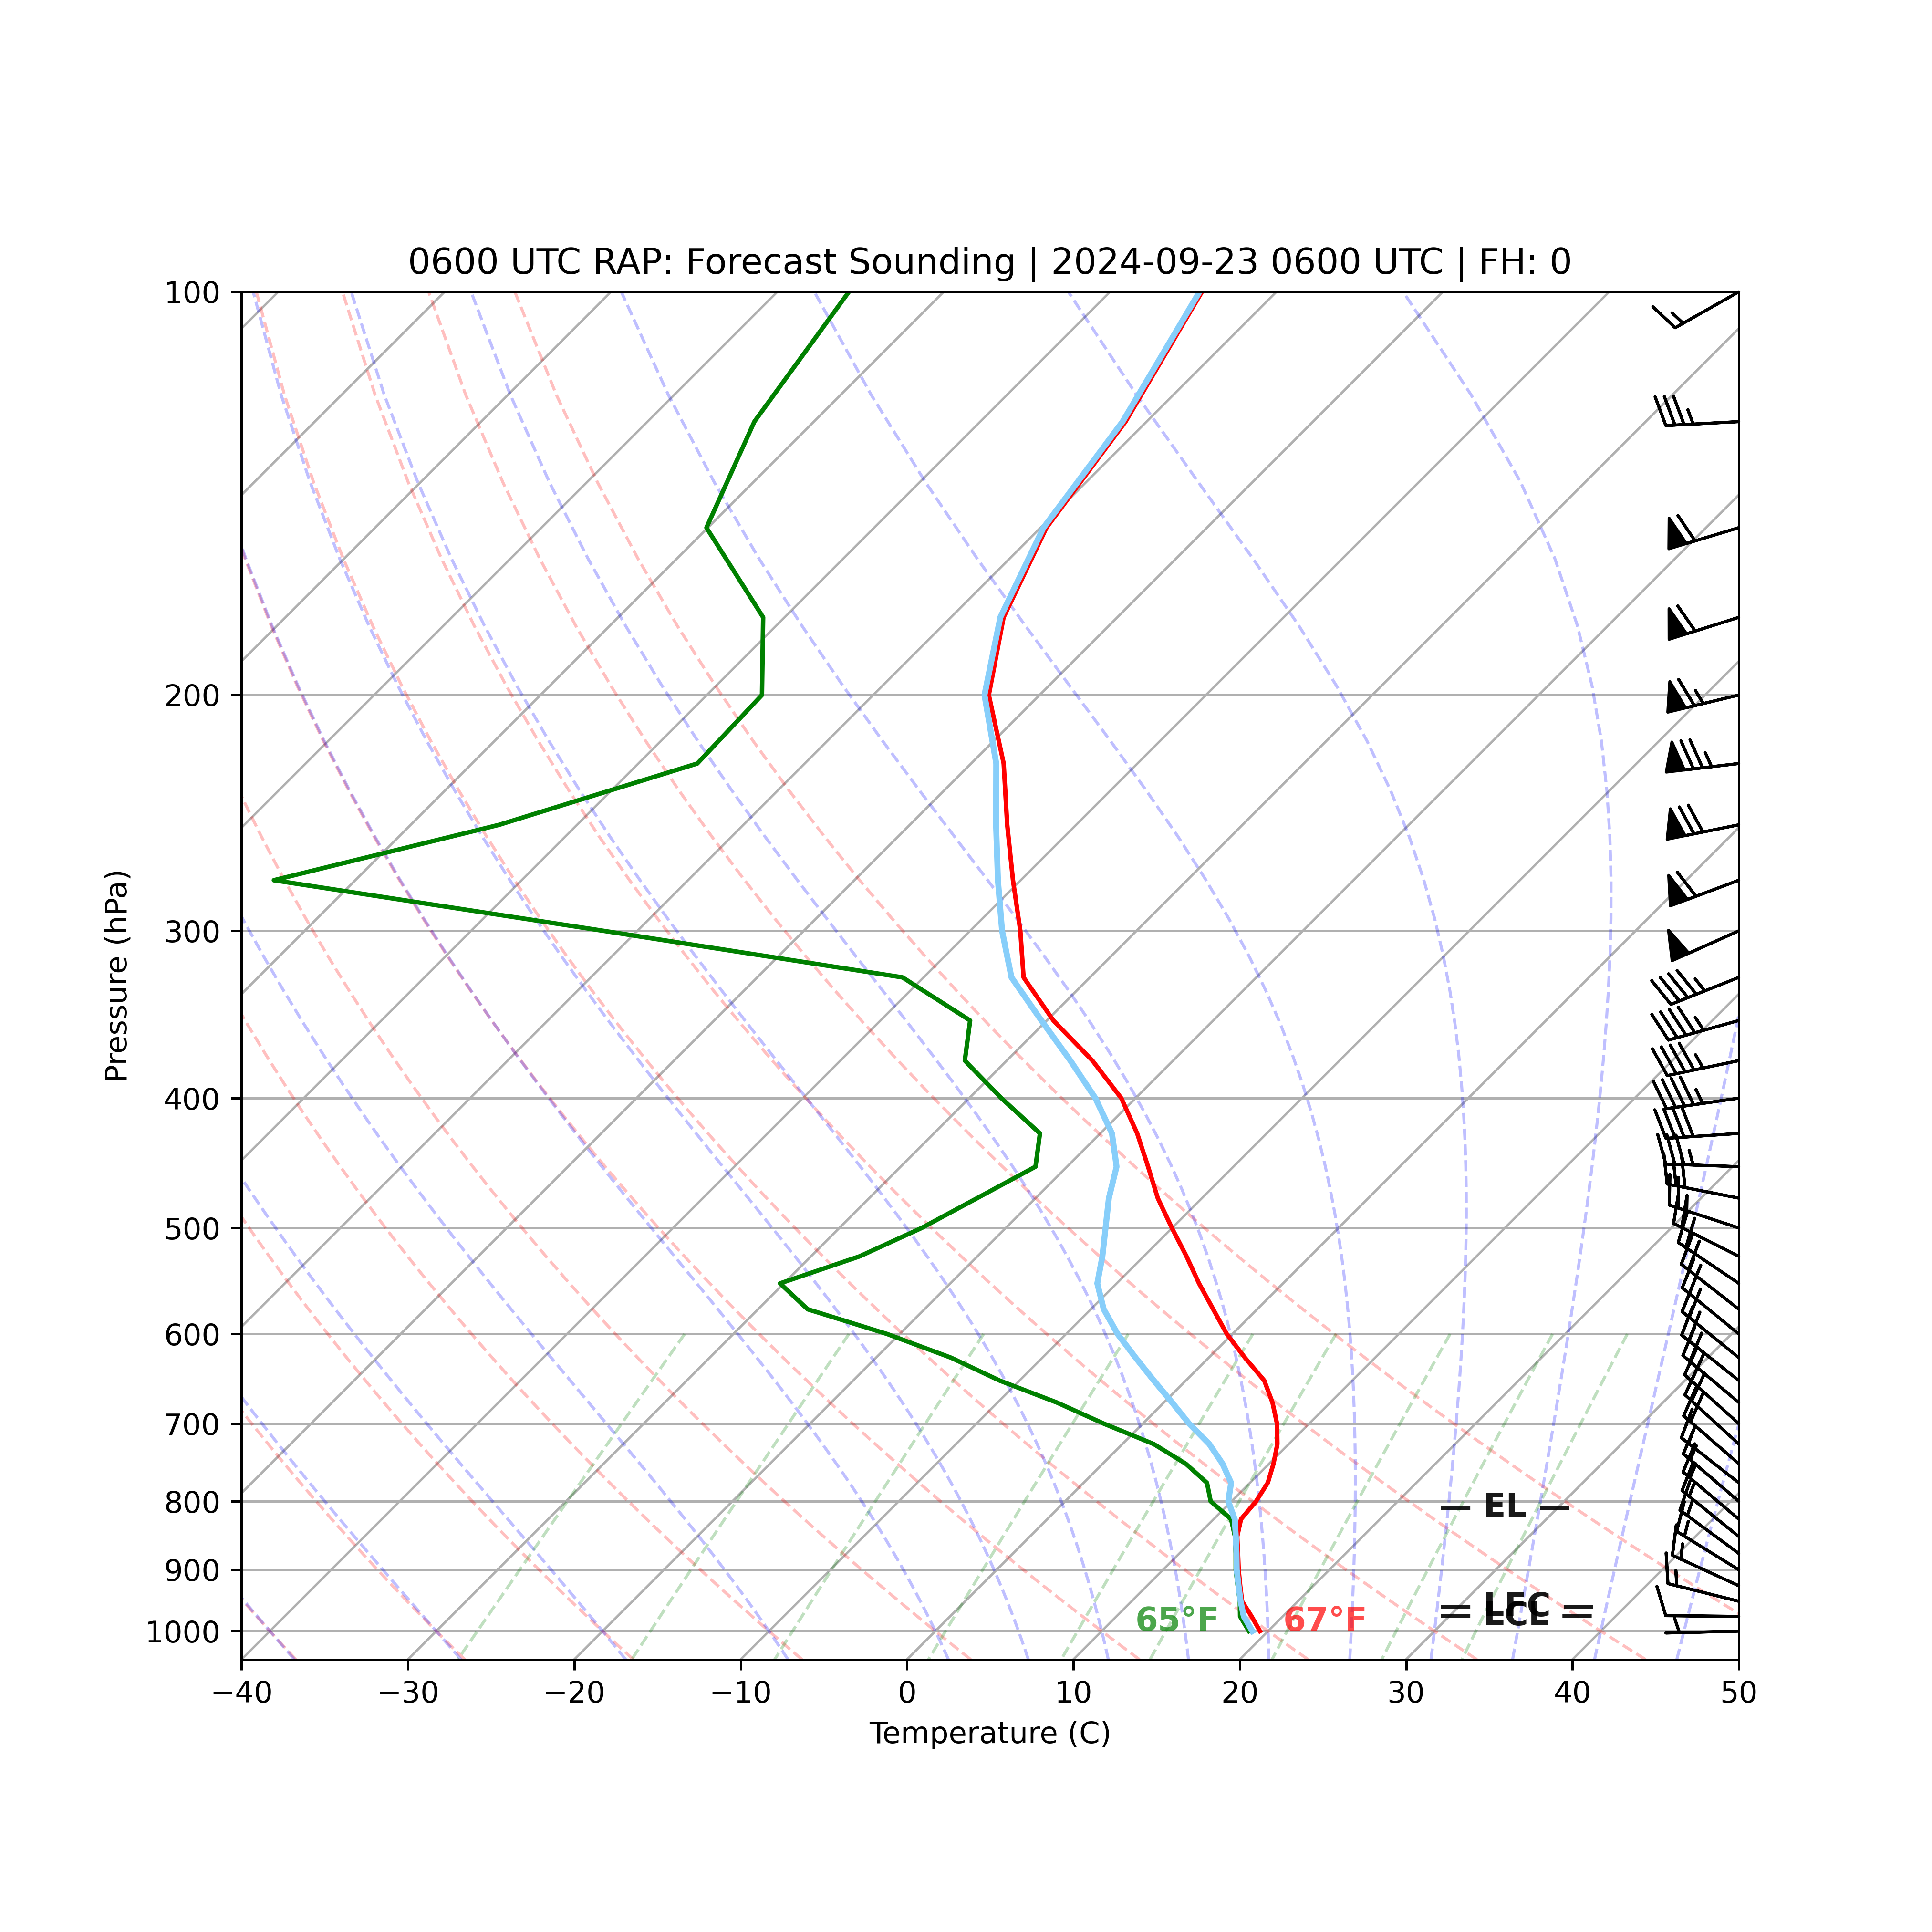 0600 UTC RAP: Forecast Sounding | 2024-09-23 0600 UTC | FH: 0
100
200
300
400
500
600
700
800
900
1000
Pressure (hPa)
— EL —
— LFC —
— LCL —
65°F
67°F
−40 −30 −20 −10 0 10 20 30 40 50
Temperature (C)